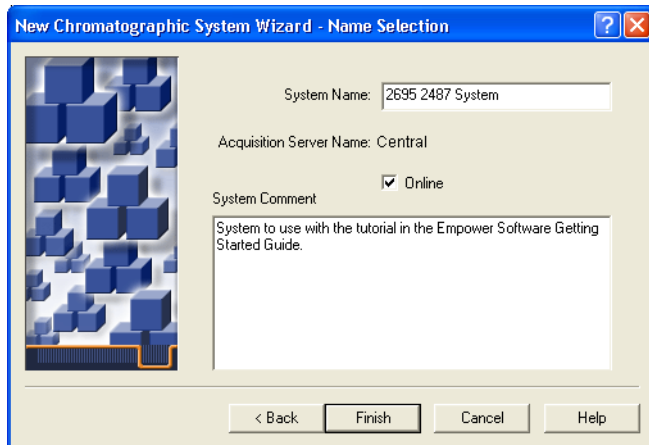 New Chromatographic System Wizard - Name Selection
System Name: 2695 2487 System
Acquisition Server Name: Central
Online
System Comment
System to use with the tutorial in the Empower Software Getting
Started Guide.
< Back Finish Cancel Help